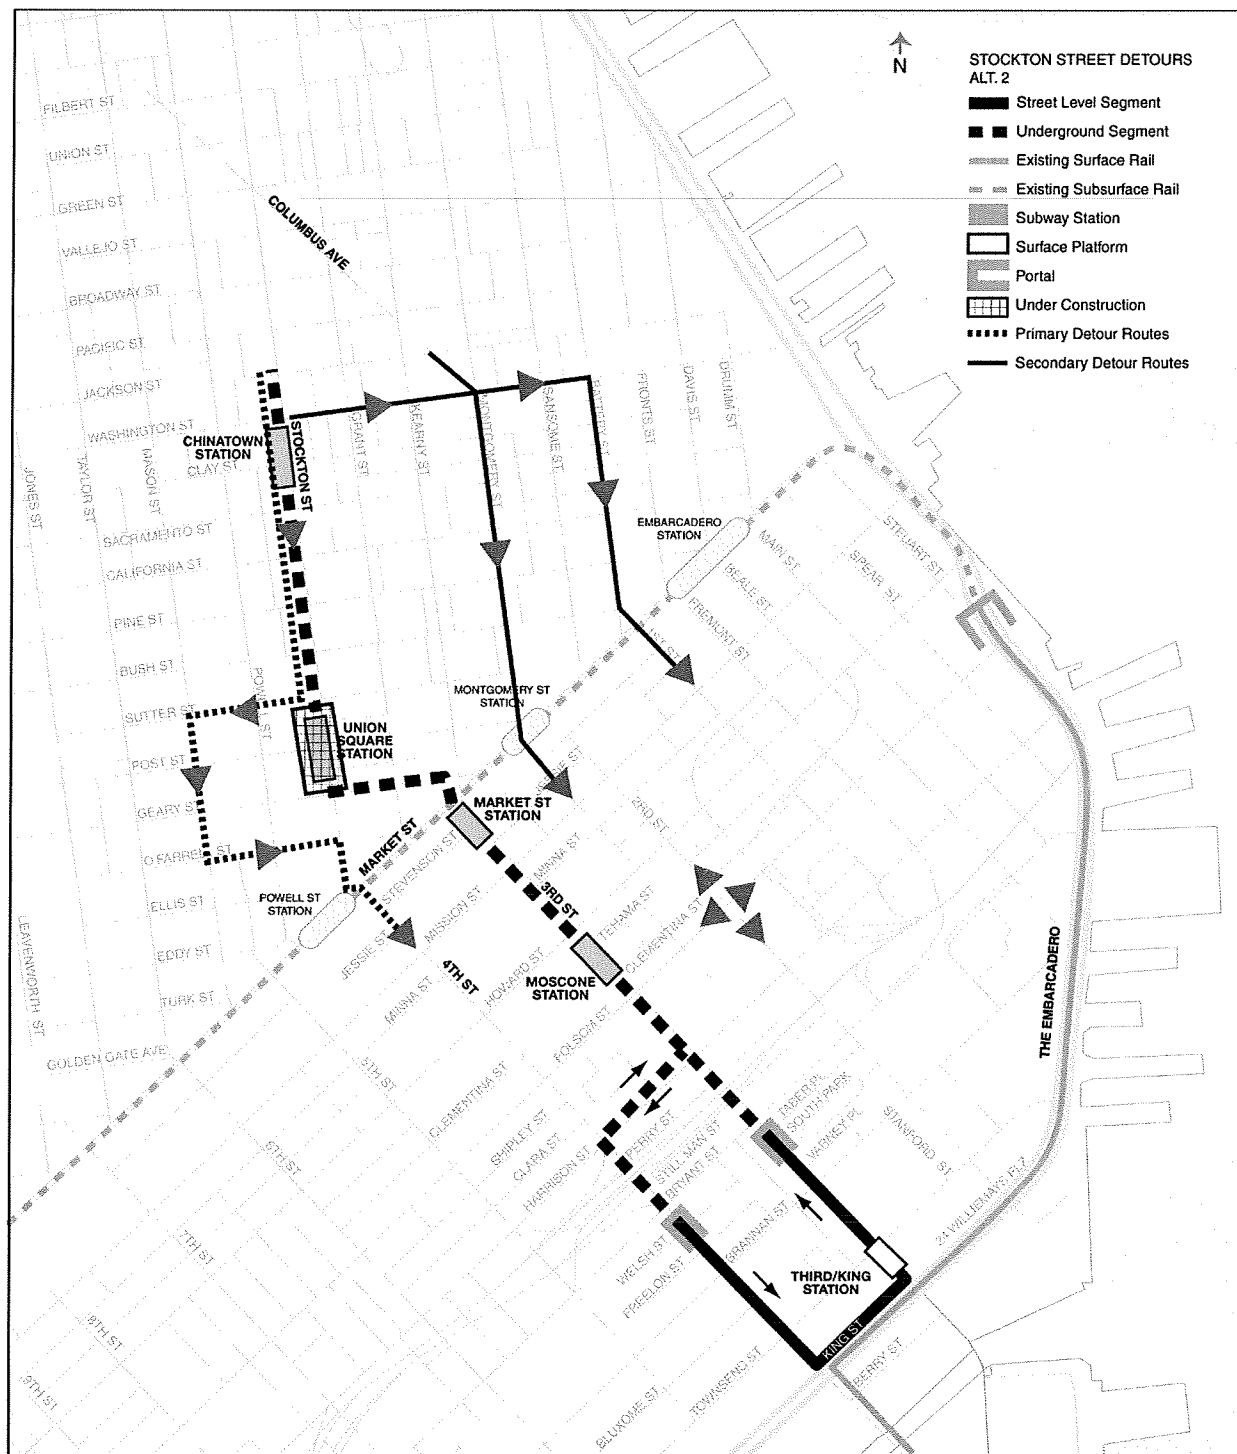 N
STOCKTON STREET DETOURS
ALT. 2
Street Level Segment
Underground Segment
Existing Surface Rail
Existing Subsurface Rail
Subway Station
Surface Platform
Portal
Under Construction
Primary Detour Routes
Secondary Detour Routes
FILBERT ST
UNION ST
GREEN ST
VALLEJO ST
BROADWAY ST
PACIFIC ST
JACKSON ST
WASHINGTON ST
CLAY ST
SACRAMENTO ST
CALIFORNIA ST
PINE ST
BUSH ST
SUTTER ST
POST ST
GEARY ST
O FARRELL ST
ELLIS ST
EDDY ST
TURK ST
GOLDEN GATE AVE
COLUMBUS AVE
JONES ST
TAYLOR ST
MASON ST
POWELL ST
STOCKTON ST
GRANT ST
KEARNY ST
MONTGOMERY ST
SANSOME ST
BATTERY ST
FRONTS ST
DAVIS ST
DRUMM ST
LEAVENWORTH ST
CHINATOWN
STATION
UNION
SQUARE
STATION
EMBARCADERO
STATION
MONTGOMERY ST
STATION
MARKET ST
STATION
POWELL ST
STATION
MOSCONE
STATION
THIRD/KING
STATION
MARKET ST
STEUART ST
SPEAR ST
MAIN ST
BEALE ST
FREMONT ST
2RD ST
3RD ST
4TH ST
5TH ST
6TH ST
7TH ST
8TH ST
9TH ST
STEVENSON ST
JESSIE ST
MISSION ST
MINNA ST
MINNA ST
HOWARD ST
TEHAMA ST
CLEMENTINA ST
CLEMENTINA ST
FOLSOM ST
SHIPLEY ST
CLARA ST
HARRISON ST
PERRY ST
STILL MAN ST
BRYANT ST
TABER PL
SOUTH PARK
VARNEY PL
STANFORD ST
WELSH ST
FREELON ST
BRANNAN ST
BLUXOME ST
TOWNSEND ST
KING ST
BERRY ST
24 WILLIE MAYS PLZ
THE EMBARCADERO